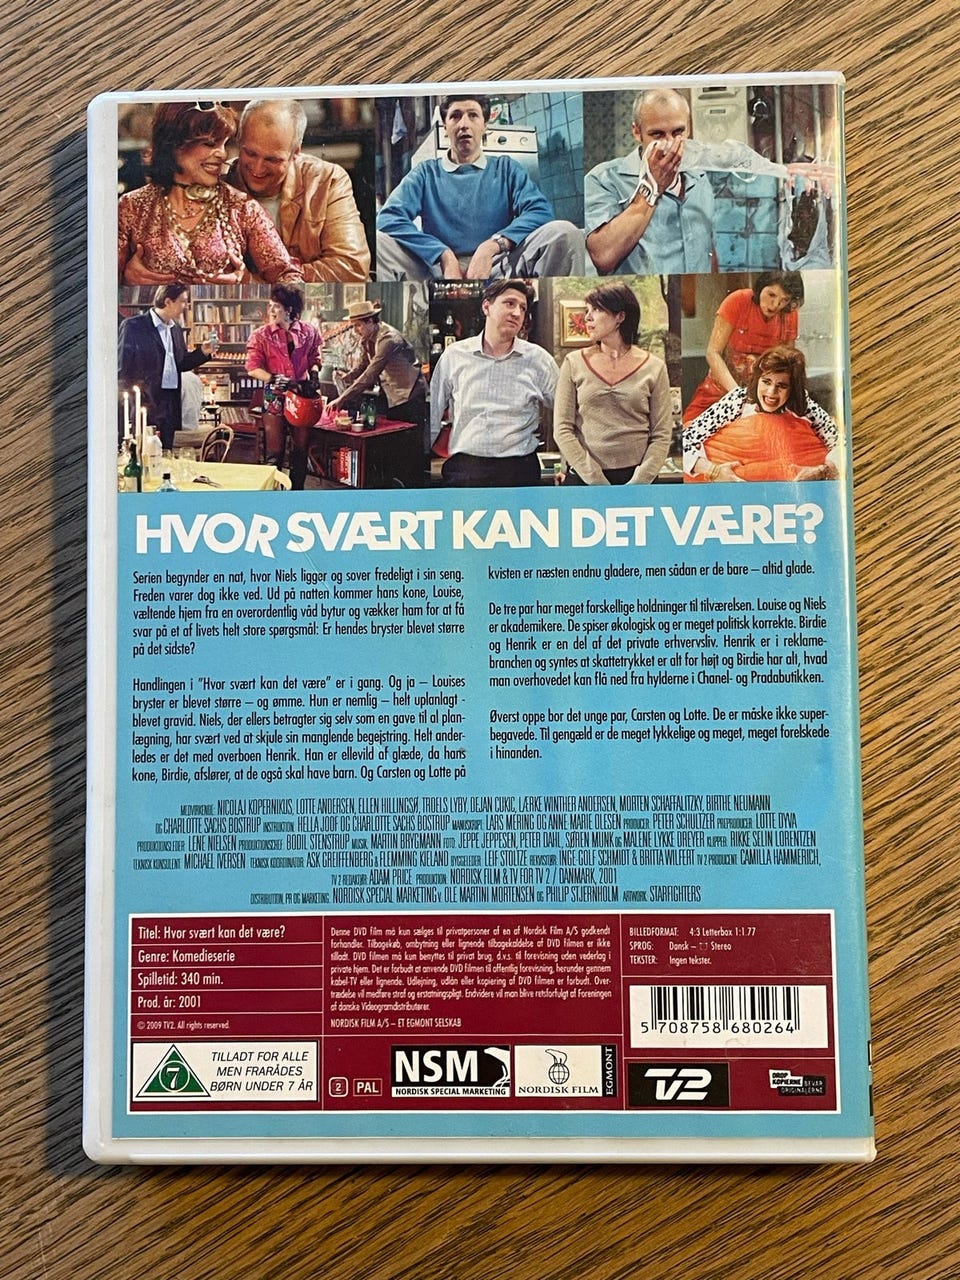 HVOR SVÆRT KAN DET VÆRE?
Serien begynder en nat, hvor Niels ligger og sover fredeligt i sin seng.
Freden varer dog ikke ved. Ud på natten kommer hans kone, Louise,
væltende hjem fra en overordentlig våd bytur og vækker ham for at få
svar på et af livets helt store spørgsmål: Er hendes bryster blevet større
på det sidste?
Handlingen i "Hvor svært kan det være" er i gang. Og ja – Louises
bryster er blevet større – og ømme. Hun er nemlig – helt uplanlagt -
blevet gravid. Niels, der ellers betragter sig selv som en gave til al plan-
lægning, har svært ved at skjule sin manglende begejstring. Helt ander-
ledes er det med overboen Henrik. Han er ellevild af glæde, da hans
kone, Birdie, afslører, at de også skal have barn. Og Carsten og Lotte på
kvisten er næsten endnu gladere, men sådan er de bare – altid glade.
De tre par har meget forskellige holdninger til tilværelsen. Louise og Niels
er akademikere. De spiser økologisk og er meget politisk korrekte. Birdie
og Henrik er en del af det private erhvervsliv. Henrik er i reklame-
branchen og syntes at skattetrykket er alt for højt og Birdie har alt, hvad
man overhovedet kan flå ned fra hylderne i Chanel- og Pradabutikken.
Øverst oppe bor det unge par, Carsten og Lotte. De er måske ikke super-
begavede. Til gengæld er de meget lykkelige og meget, meget forelskede
i hinanden.
MEDVIRKENDE: NICOLAJ KOPERNIKUS, LOTTE ANDERSEN, ELLEN HILLINGSØ, TROELS LYBY, DEJAN CUKIC, LÆRKE WINTHER ANDERSEN, MORTEN SCHAFFALITZKY, BIRTHE NEUMANN
OG CHARLOTTE SACHS BOSTRUP INSTRUKTION: HELLA JOOF OG CHARLOTTE SACHS BOSTRUP MANUSKRIPT: LARS MERING OG ANNE-MARIE OLESEN PRODUCER: PETER SCHULTZER PREPRODUCER: LOTTE DYVA
PRODUKTIONSLEDER: LENE NIELSEN PRODUKTIONSCHEF: BODIL STENSTRUP MUSIK: MARTIN BRYGMANN FOTO: JEPPE JEPPESEN, PETER DAHL, SØREN MUNK OG MALENE LYKKE DREYER KLIPPER: RIKKE SELIN LORENTZEN
TEKNISK KONSULENT: MICHAEL IVERSEN TEKNISK KOORDINATOR: ASK GREIFFENBERG & FLEMMING KIELAND BYGGELEDER: LEIF STOLTZE REKVISITØR: INGE-GOLF SCHMIDT & BRITTA WILFERT TV 2 PRODUCENT: CAMILLA HAMMERICH,
TV 2 REDAKTØR: ADAM PRICE PRODUKTION: NORDISK FILM & TV FOR TV 2 / DANMARK, 2001
DISTRIBUTION, PR OG MARKETING: NORDISK SPECIAL MARKETING V. OLE MARTINI MORTENSEN OG PHILIP STJERNHOLM ARTWORK: STARFIGHTERS
Titel: Hvor svært kan det være?
Genre: Komedieserie
Spilletid: 340 min.
Prod. år: 2001
© 2009 TV2. All rights reserved.
Denne DVD film må kun sælges til privatpersoner af en af Nordisk Film A/S godkendt
forhandler. Tilbagekøb, ombytning eller lignende tilbagekaldelse af DVD filmen er ikke
tilladt. DVD filmen må kun benyttes til privat brug, d.v.s. til forevisning uden vederlag i
private hjem. Det er forbudt at anvende DVD filmen til offentlig forevisning, herunder gennem
kabel-TV eller lignende. Udlejning, udlån eller kopiering af DVD filmen er forbudt. Over-
trædelse vil medføre straf og erstatningspligt. Endvidere vil man blive retsforfulgt af Foreningen
af danske Videogramdistributører.
NORDISK FILM A/S – ET EGMONT SELSKAB
BILLEDFORMAT: 4:3 Letterbox 1:1.77
SPROG: Dansk – Stereo
TEKSTER: Ingen tekster.
5 708758 680264
7
TILLADT FOR ALLE
MEN FRARÅDES
BØRN UNDER 7 ÅR
2 PAL
NSM
NORDISK SPECIAL MARKETING
NORDISK FILM
EGMONT
TV2
DROP KOPIERNE BEVAR ORIGINALERNE